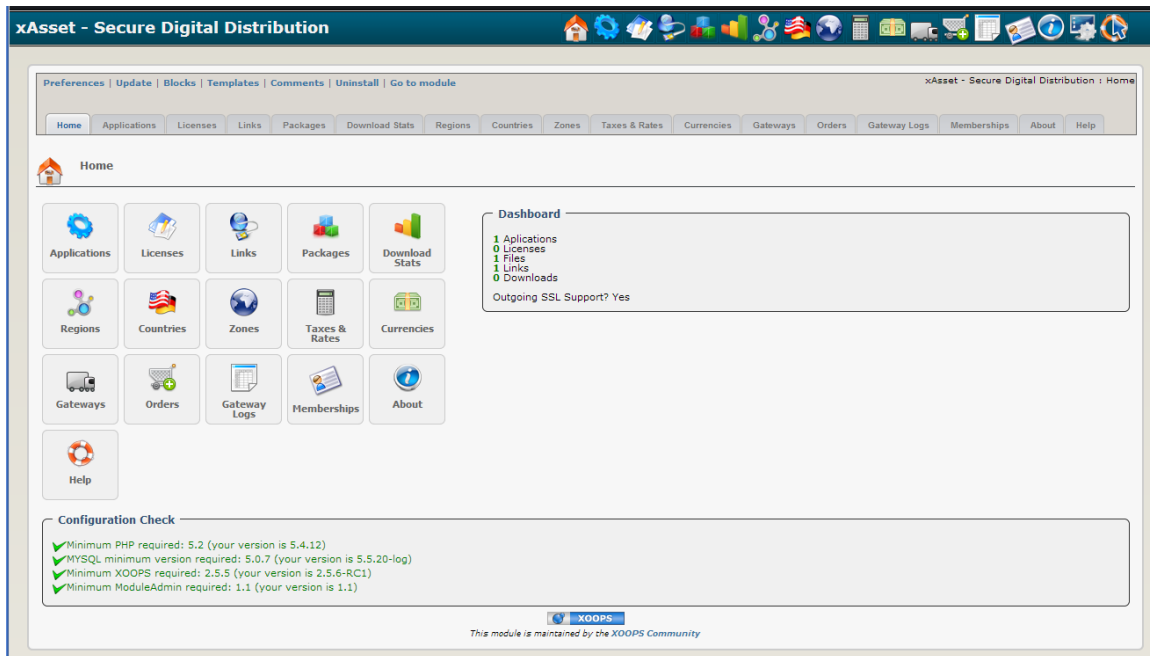 xAsset - Secure Digital Distribution
Preferences | Update | Blocks | Templates | Comments | Uninstall | Go to module
xAsset - Secure Digital Distribution : Home
Home Applications Licenses Links Packages Download Stats Regions Countries Zones Taxes & Rates Currencies Gateways Orders Gateway Logs Memberships About Help
Home
Applications
Licenses
Links
Packages
Download
Stats
Regions
Countries
Zones
Taxes &
Rates
Currencies
Gateways
Orders
Gateway
Logs
Memberships
About
Help
Dashboard
1 Aplications
0 Licenses
1 Files
1 Links
0 Downloads
Outgoing SSL Support? Yes
Configuration Check
Minimum PHP required: 5.2 (your version is 5.4.12)
MYSQL minimum version required: 5.0.7 (your version is 5.5.20-log)
Minimum XOOPS required: 2.5.5 (your version is 2.5.6-RC1)
Minimum ModuleAdmin required: 1.1 (your version is 1.1)
XOOPS
This module is maintained by the XOOPS Community